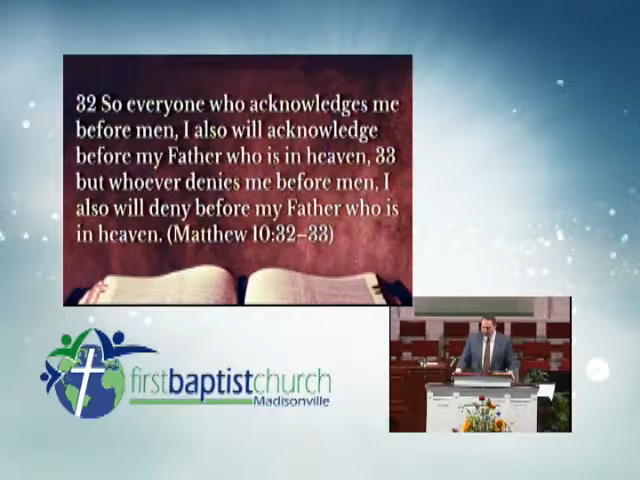 32 So everyone who acknowledges me
before men, I also will acknowledge
before my Father who is in heaven, 33
but whoever denies me before men, I
also will deny before my Father who is
in heaven. (Matthew 10:32–33)
firstbaptistchurch
Madisonville